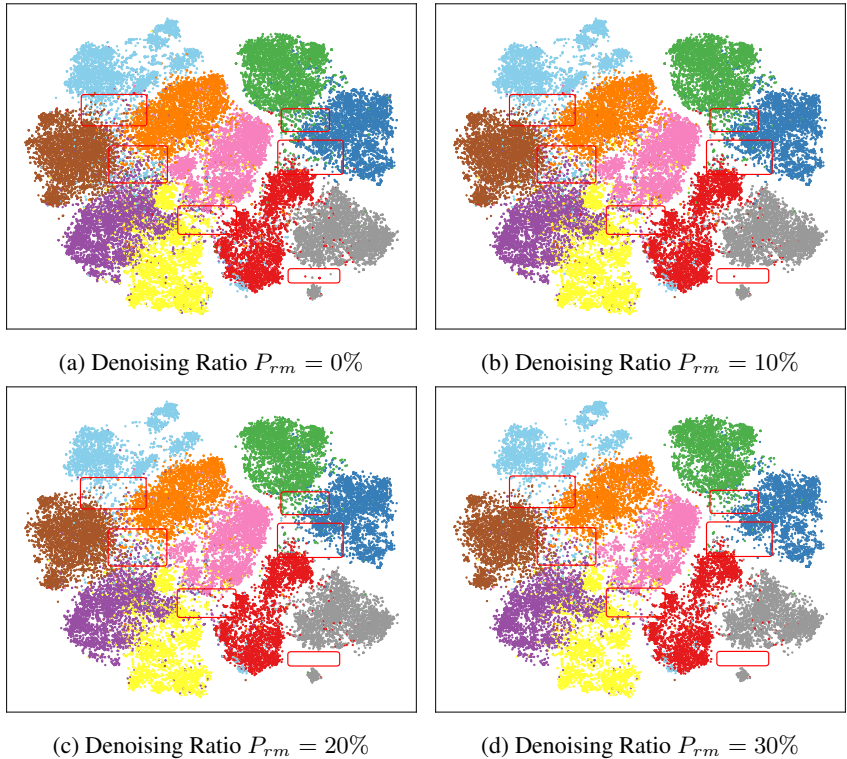 (a) Denoising Ratio $P_{rm} = 0\%$
(b) Denoising Ratio $P_{rm} = 10\%$
(c) Denoising Ratio $P_{rm} = 20\%$
(d) Denoising Ratio $P_{rm} = 30\%$